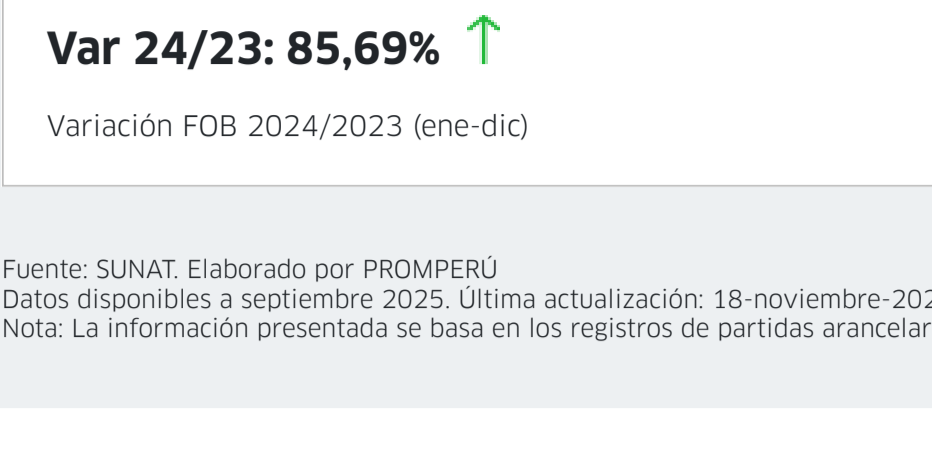 Var 24/23: 85,69%
Variación FOB 2024/2023 (ene-dic)
Fuente: SUNAT. Elaborado por PROMPERÚ
Datos disponibles a septiembre 2025. Última actualización: 18-noviembre-202
Nota: La información presentada se basa en los registros de partidas arancelar